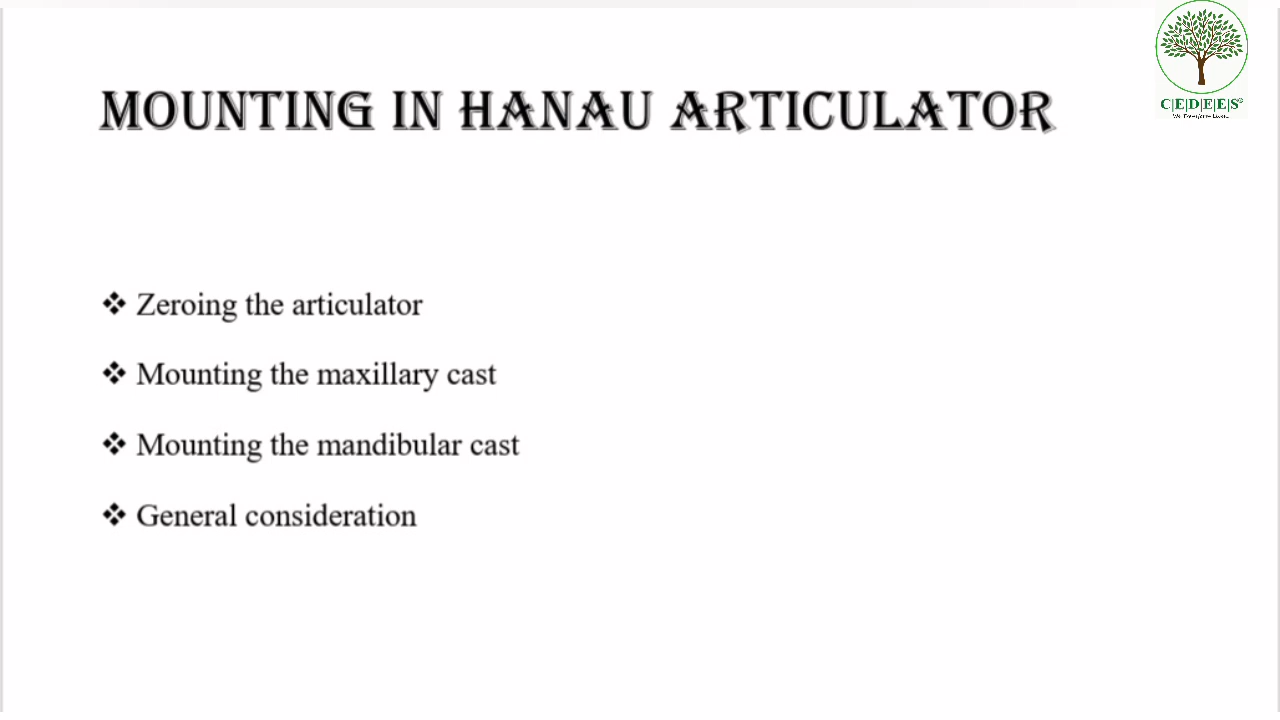 MOUNTING IN HANAU ARTICULATOR
C|E|D|E|E|S®
❖ Zeroing the articulator
❖ Mounting the maxillary cast
❖ Mounting the mandibular cast
❖ General consideration